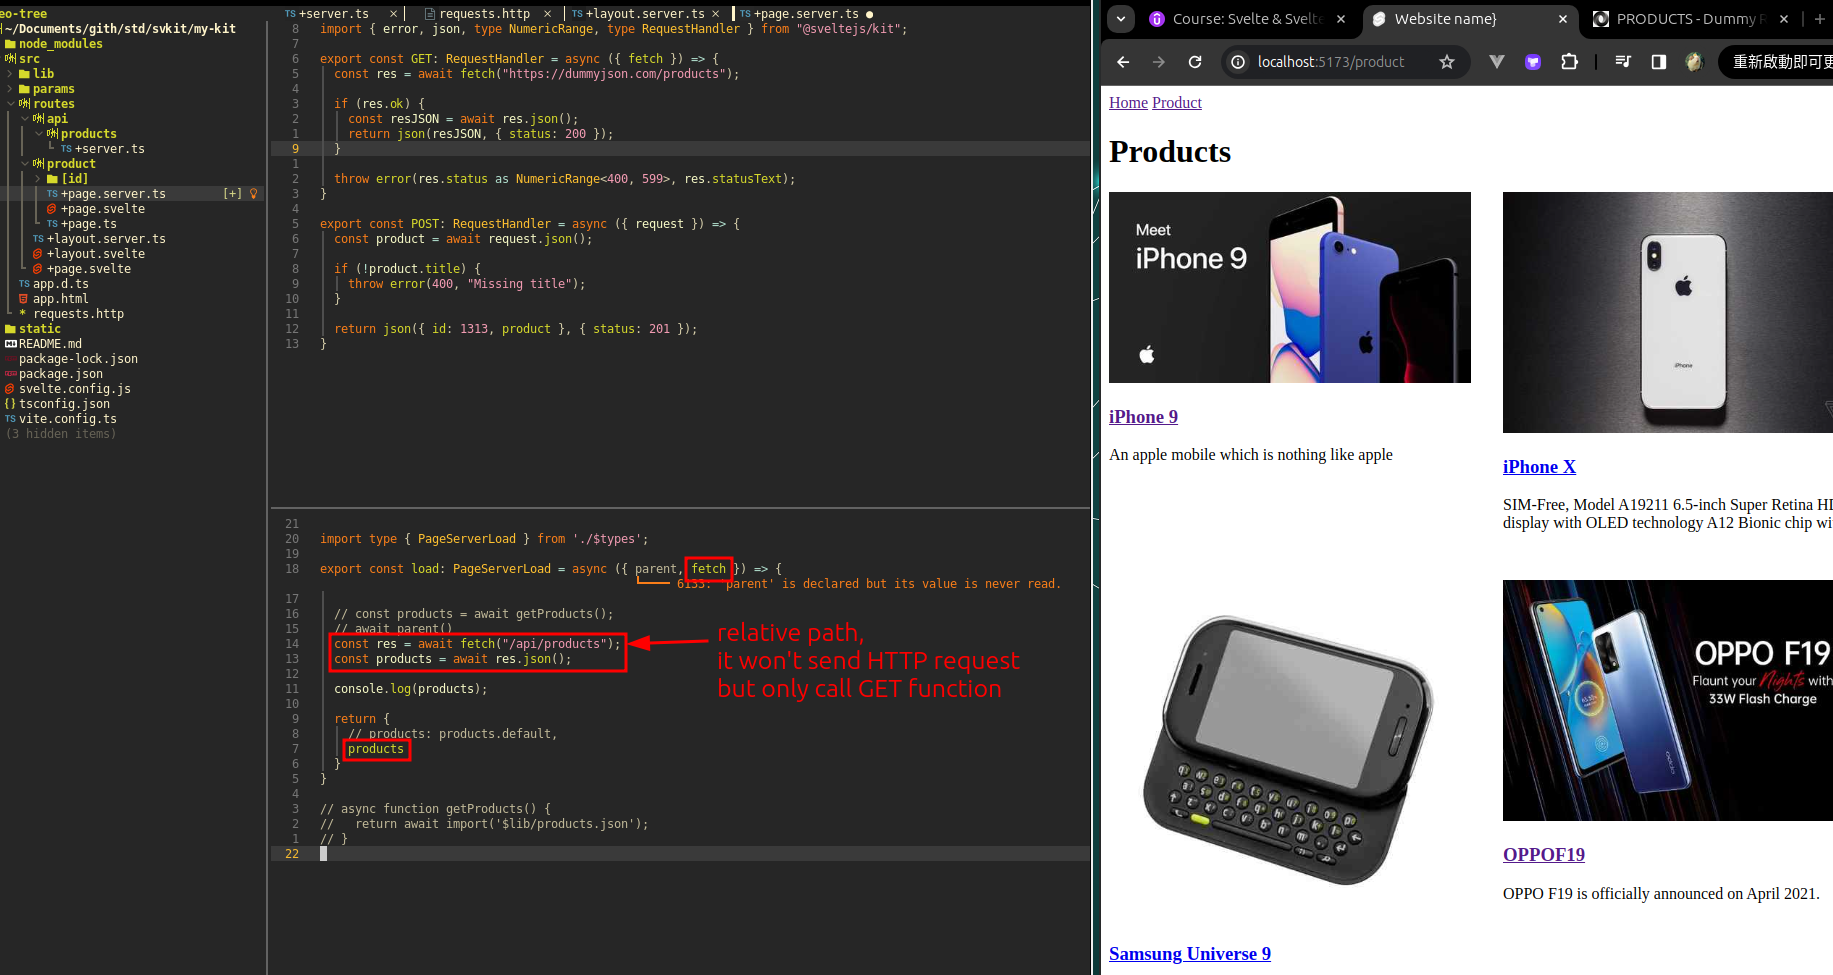 eo-tree
~/Documents/gith/std/svkit/my-kit
node_modules
src
lib
params
routes
api
products
TS +server.ts
product
[id]
TS +page.server.ts [+]
+page.svelte
TS +page.ts
TS +layout.server.ts
+layout.svelte
+page.svelte
TS app.d.ts
app.html
* requests.http
static
README.md
package-lock.json
package.json
svelte.config.js
{} tsconfig.json
TS vite.config.ts
(3 hidden items)
TS +server.ts × requests.http × TS +layout.server.ts × TS +page.server.ts ●
8 import { error, json, type NumericRange, type RequestHandler } from "@sveltejs/kit";
7
6 export const GET: RequestHandler = async ({ fetch }) => {
5 const res = await fetch("https://dummyjson.com/products");
4
3 if (res.ok) {
2 const resJSON = await res.json();
1 return json(resJSON, { status: 200 });
9 }
1
2 throw error(res.status as NumericRange<400, 599>, res.statusText);
3 }
4
5 export const POST: RequestHandler = async ({ request }) => {
6 const product = await request.json();
7
8 if (!product.title) {
9 throw error(400, "Missing title");
10 }
11
12 return json({ id: 1313, product }, { status: 201 });
13 }
21
20 import type { PageServerLoad } from './$types';
19
18 export const load: PageServerLoad = async ({ parent, fetch }) => {
6133: 'parent' is declared but its value is never read.
17
16 // const products = await getProducts();
15 // await parent()
14 const res = await fetch("/api/products");
13 const products = await res.json();
12
11 console.log(products);
10
9 return {
8 // products: products.default,
7 products
6 }
5 }
4
3 // async function getProducts() {
2 // return await import('$lib/products.json');
1 // }
22
relative path,
it won't send HTTP request
but only call GET function
Course: Svelte & Svelte × Website name} × PRODUCTS - Dummy R × +
localhost:5173/product
重新啟動即可更
Home Product
Products
Meet
iPhone 9
iPhone 9
An apple mobile which is nothing like apple
iPhone
iPhone X
SIM-Free, Model A19211 6.5-inch Super Retina HD
display with OLED technology A12 Bionic chip wi
OPPO F19
Flaunt your Nights with
33W Flash Charge
OPPOF19
OPPO F19 is officially announced on April 2021.
Samsung Universe 9